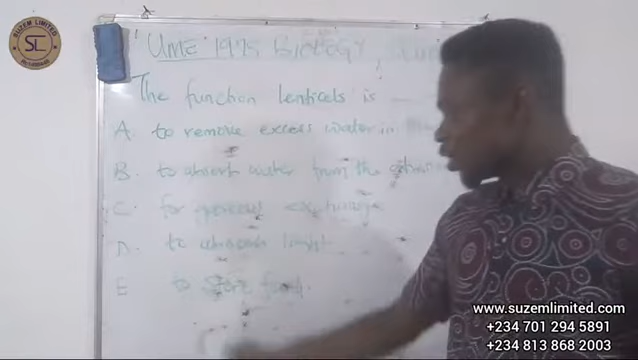 SUZEM LIMITED
SL
UME 1975 BIOLOGY,
The function lenticels is
A. to remove excess water in
B. to absorb water from the
C. for gaseous exchange
D. to absorb light
E to store food.
www.suzemlimited.com
+234 701 294 5891
+234 813 868 2003